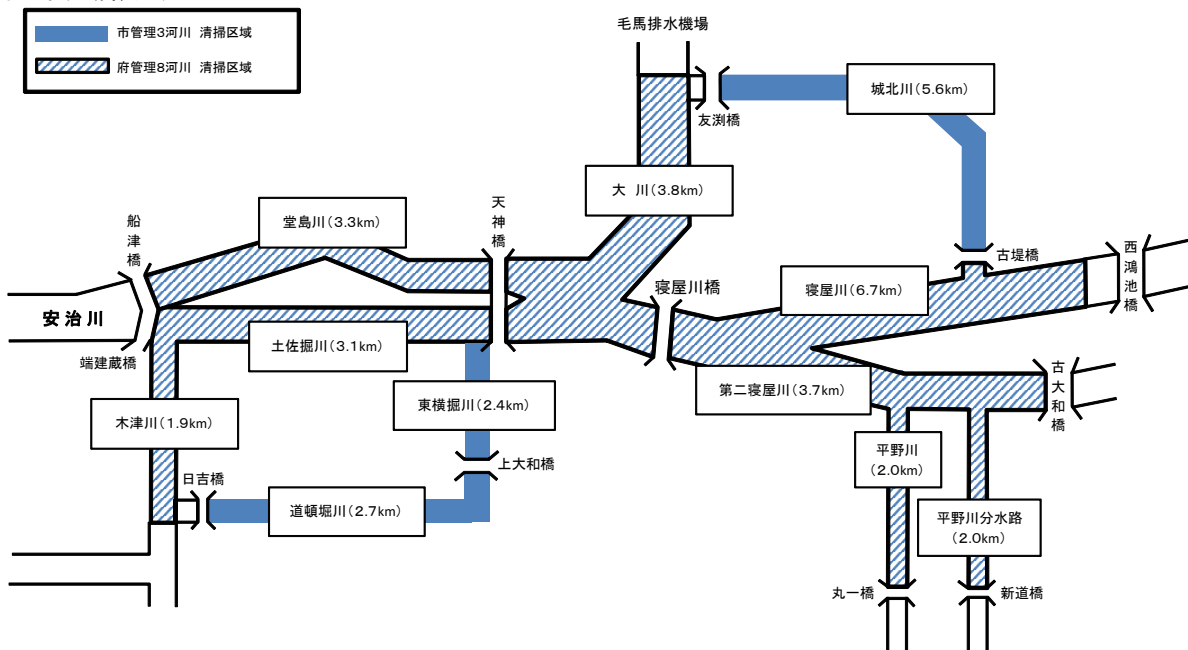 市管理3河川 清掃区域
府管理8河川 清掃区域
毛馬排水機場
城北川(5.6km)
友渕橋
大 川(3.8km)
天神橋
堂島川(3.3km)
船津橋
古堤橋
西鴻池橋
寝屋川橋
寝屋川(6.7km)
安治川
端建蔵橋
土佐掘川(3.1km)
第二寝屋川(3.7km)
古大和橋
木津川(1.9km)
東横掘川(2.4km)
平野川
(2.0km)
上大和橋
日吉橋
道頓堀川(2.7km)
平野川分水路
(2.0km)
丸一橋
新道橋